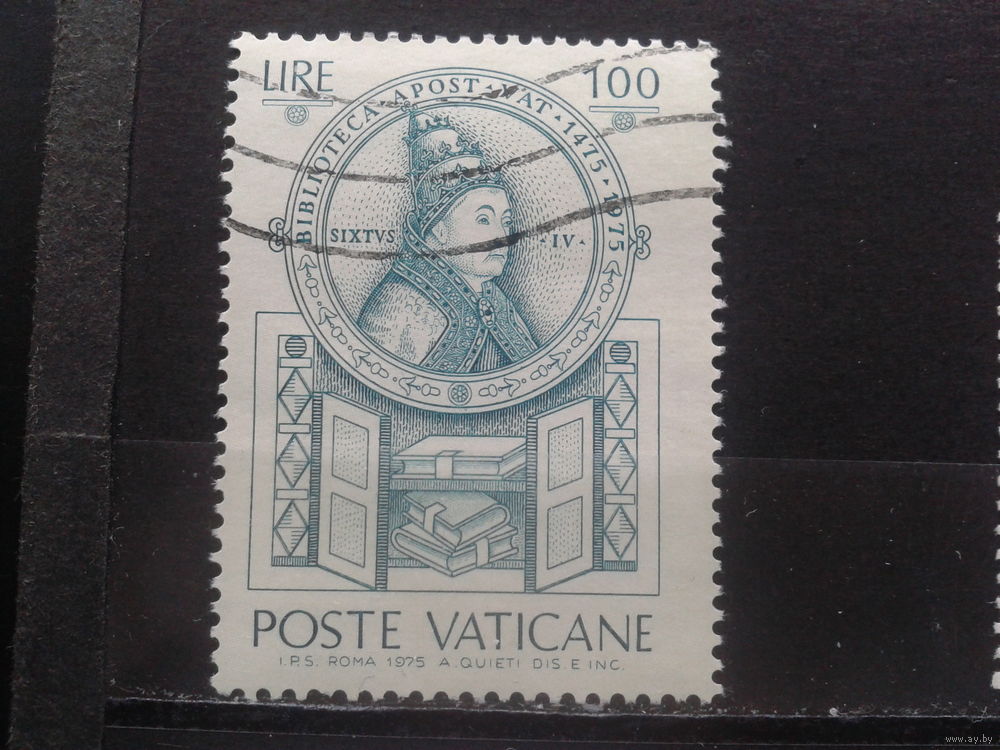 LIRE 100
BIBLIOTECA · APOST · VAT · 1475 · 1975
SIXTVS · IV ·
POSTE VATICANE
I.P.S. ROMA 1975 A. QUIETI DIS. E INC.
www.ay.by